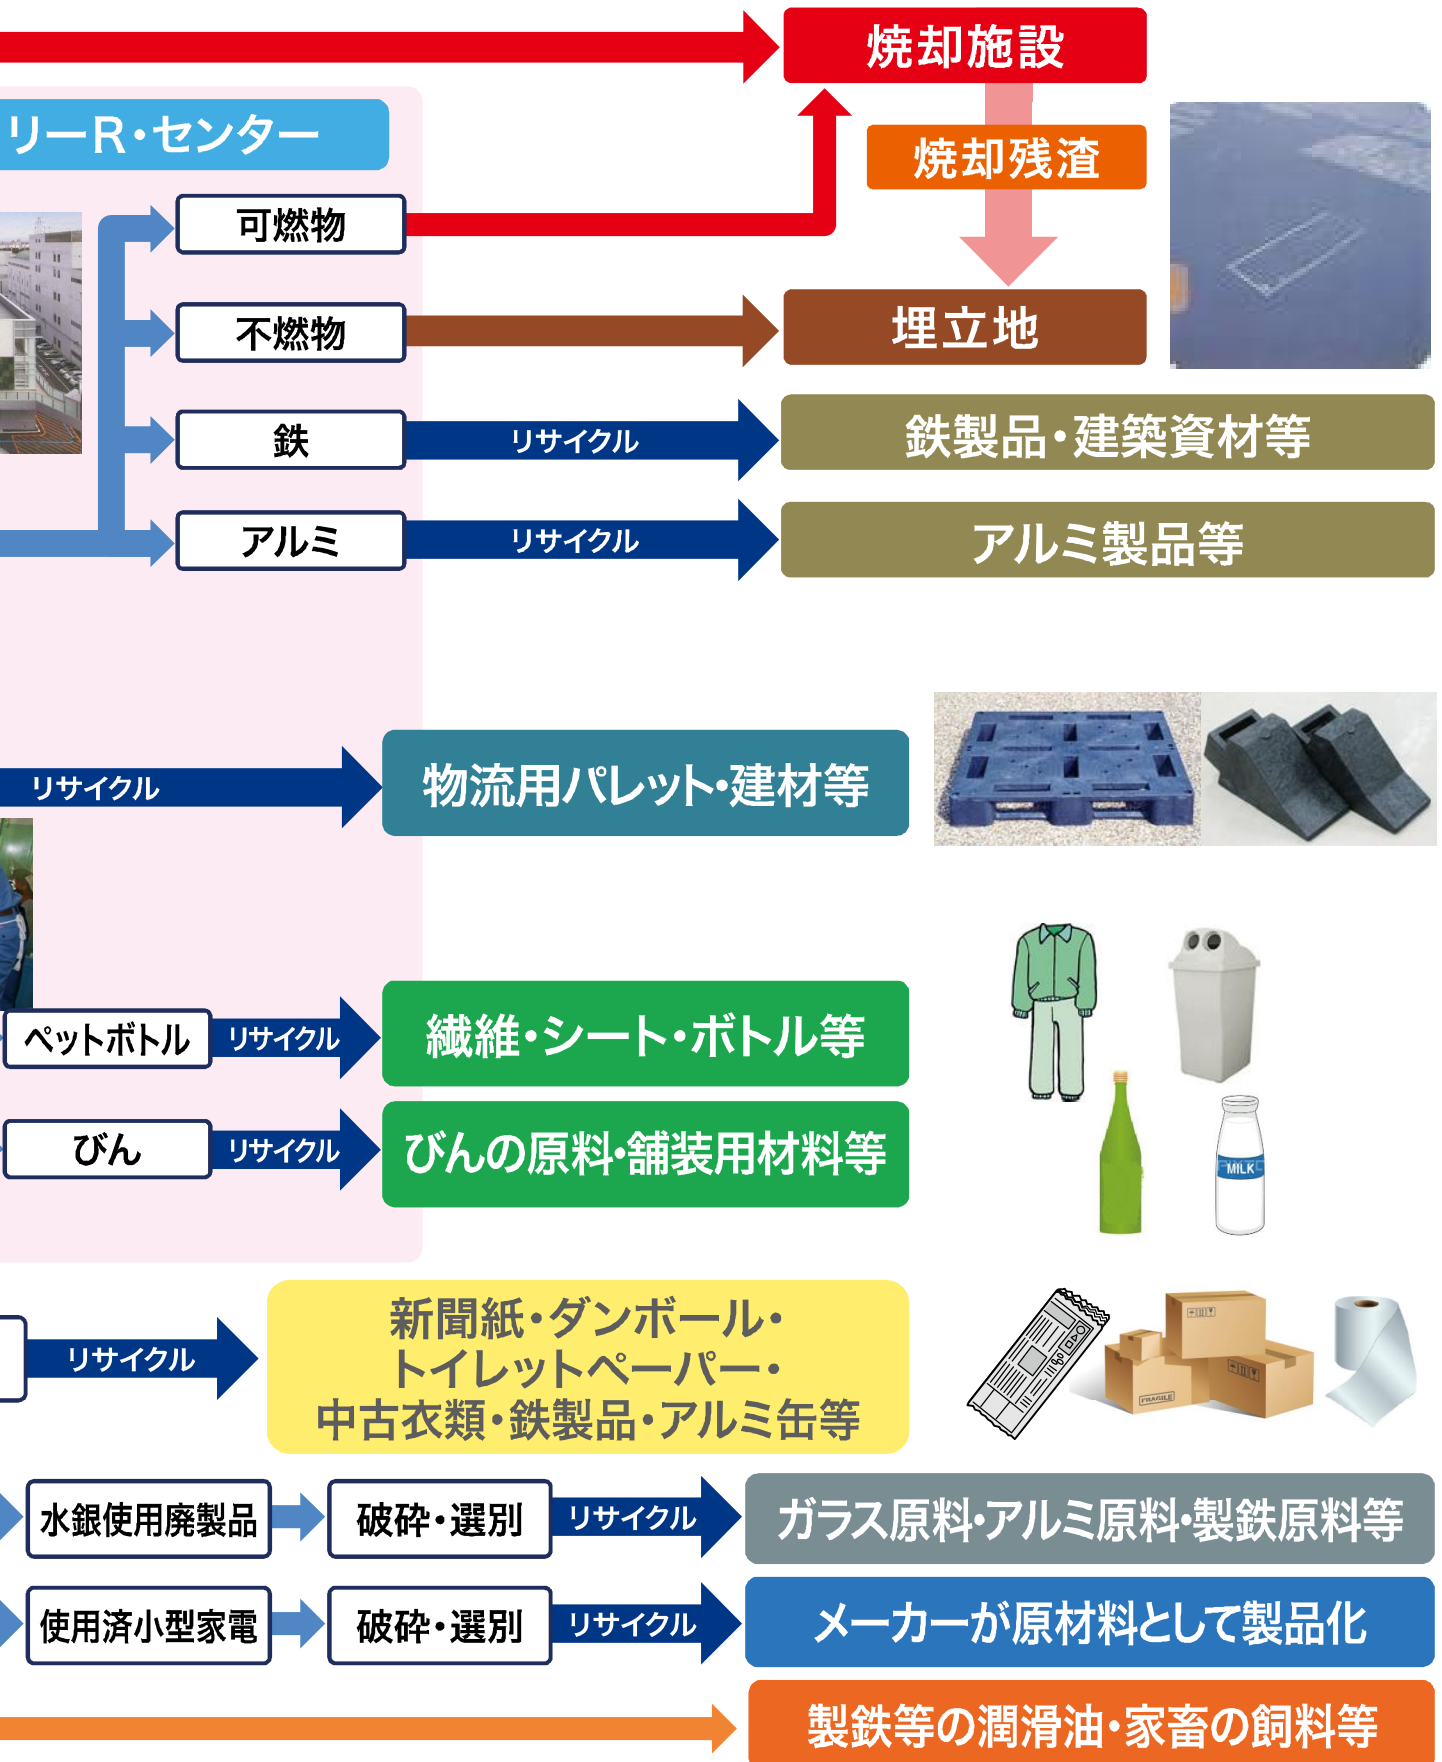 焼却施設
リーR・センター
焼却残渣
可燃物
不燃物
埋立地
鉄
リサイクル
鉄製品・建築資材等
アルミ
リサイクル
アルミ製品等
リサイクル
物流用パレット・建材等
ペットボトル
リサイクル
繊維・シート・ボトル等
びん
リサイクル
びんの原料・舗装用材料等
MILK
リサイクル
新聞紙・ダンボール・
トイレットペーパー・
中古衣類・鉄製品・アルミ缶等
FRAGILE
水銀使用廃製品
破砕・選別
リサイクル
ガラス原料・アルミ原料・製鉄原料等
使用済小型家電
破砕・選別
リサイクル
メーカーが原材料として製品化
製鉄等の潤滑油・家畜の飼料等